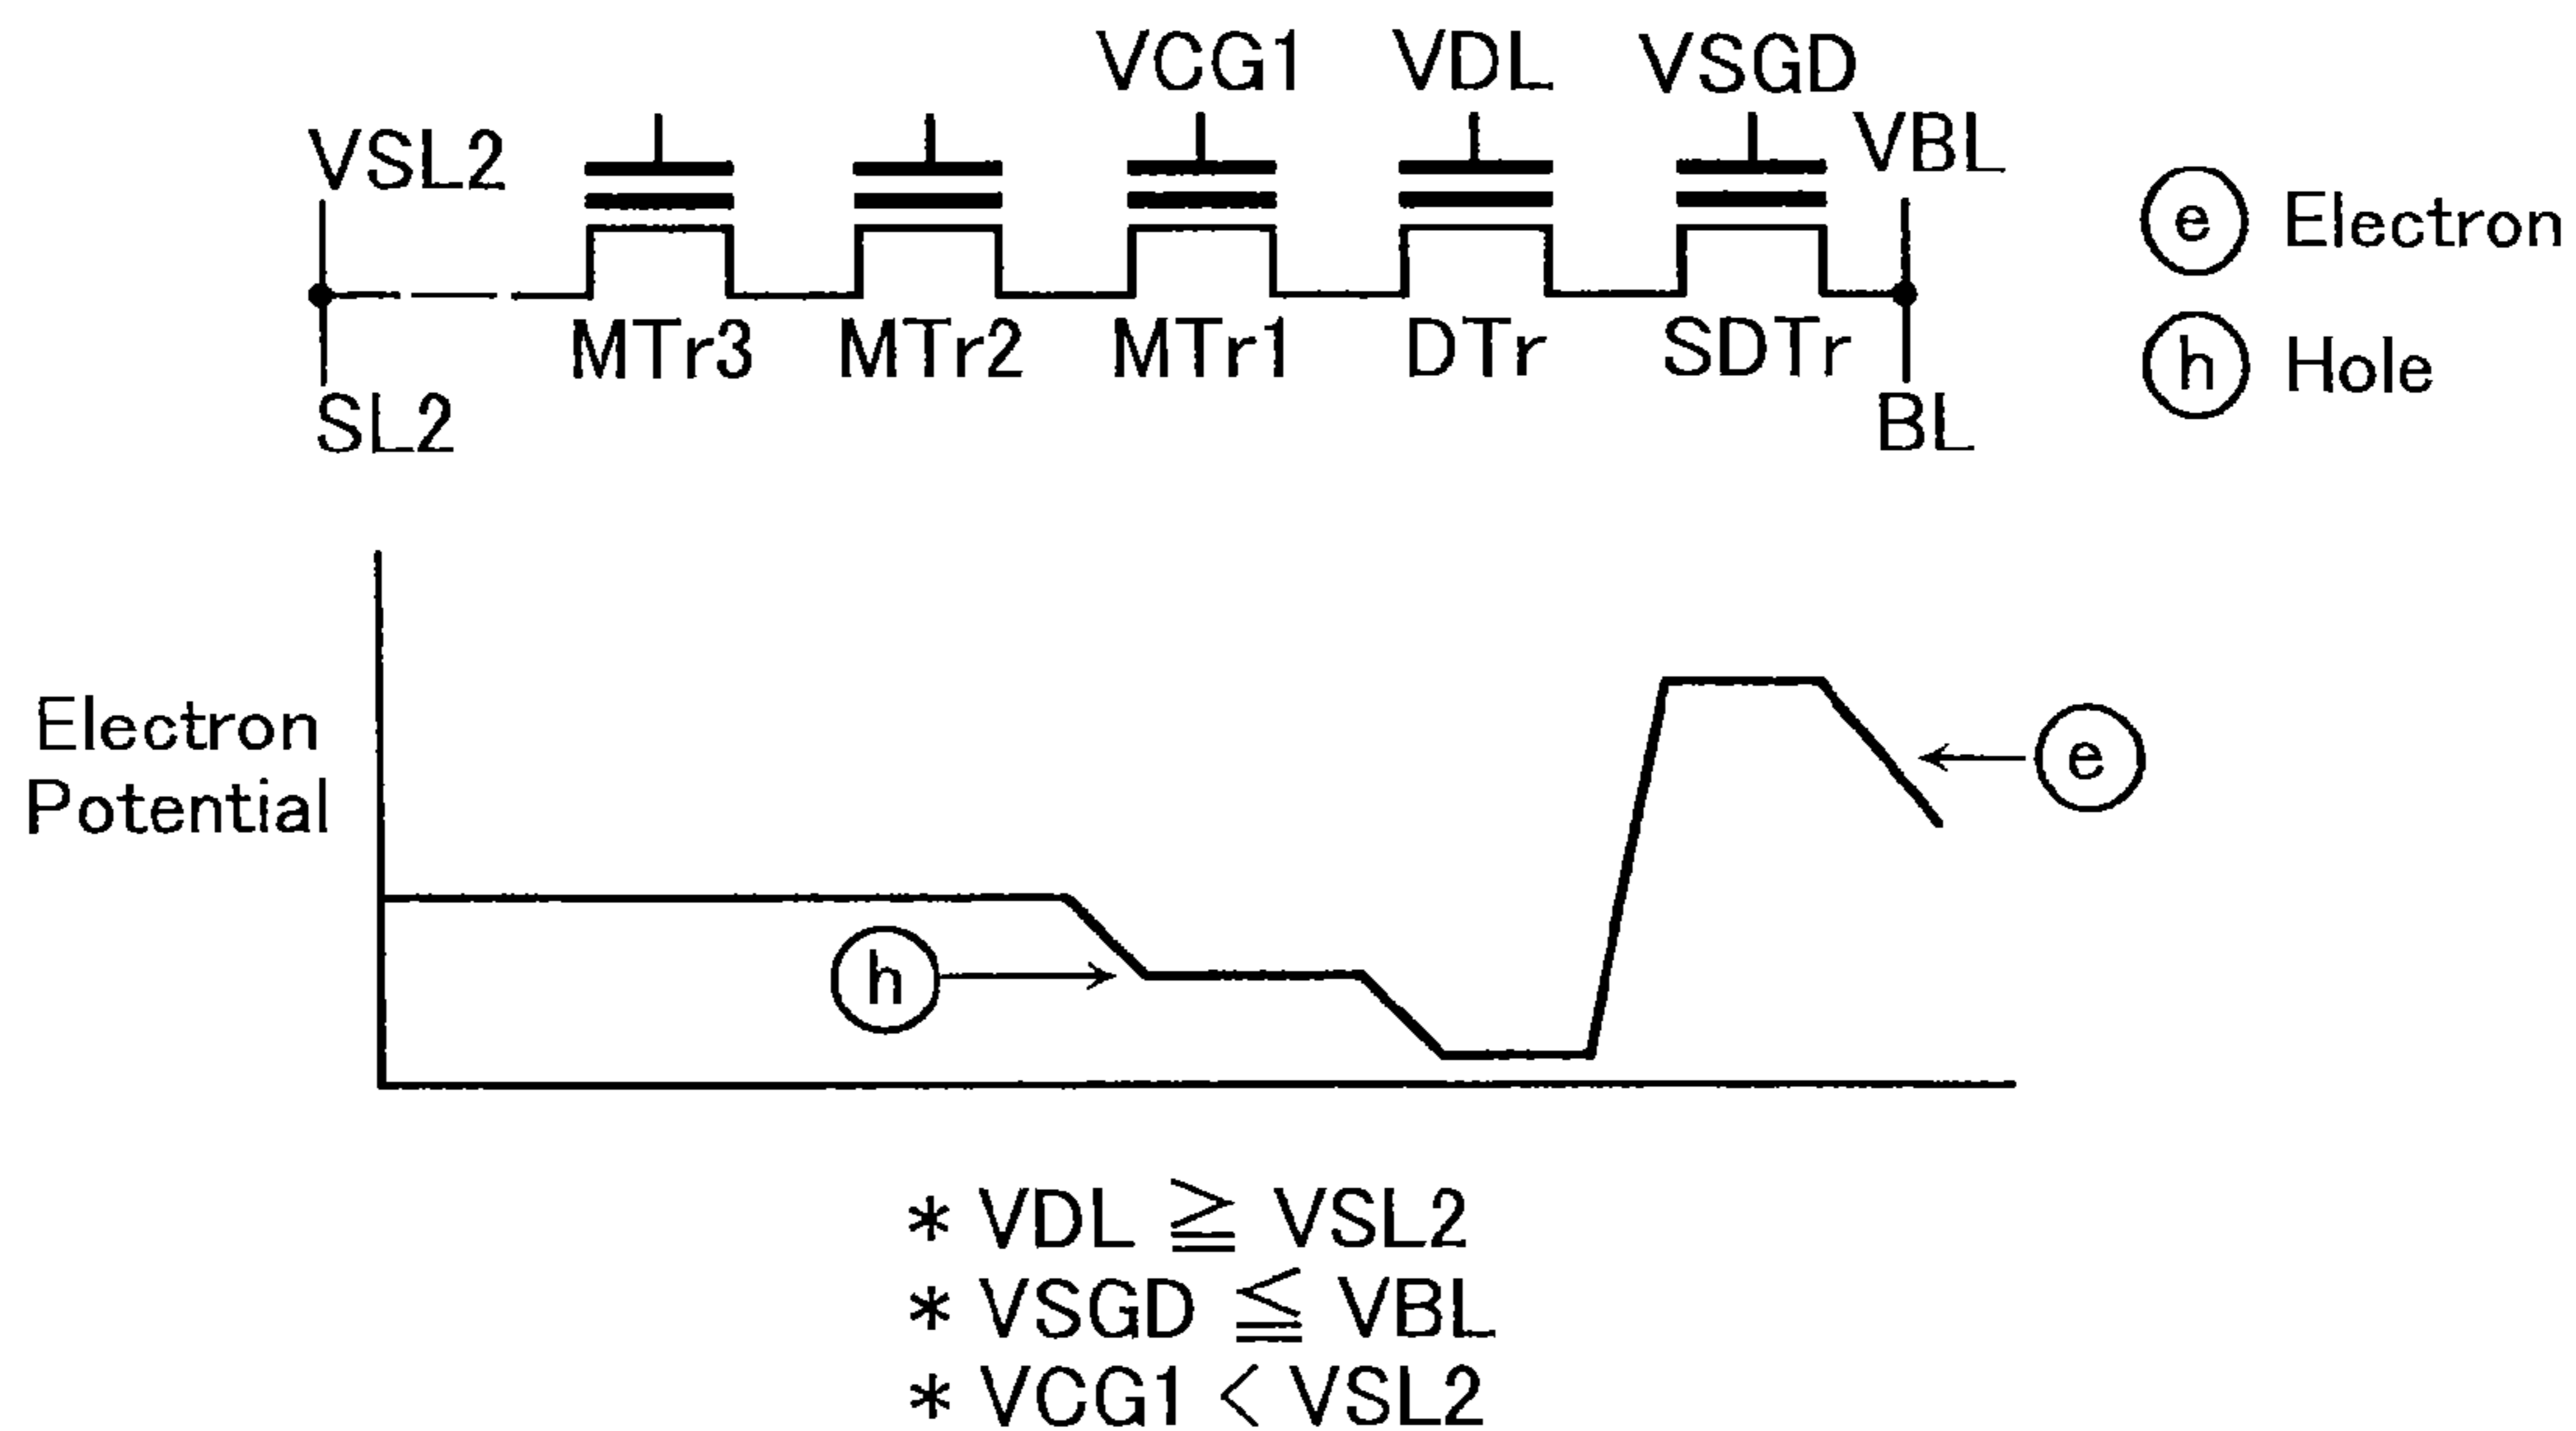 VCG1 VDL VSGD
VSL2 VBL
e Electron
h Hole
MTr3 MTr2 MTr1 DTr SDTr
SL2 BL
Electron
Potential
e
h
* VDL ≧ VSL2
* VSGD ≦ VBL
* VCG1 < VSL2